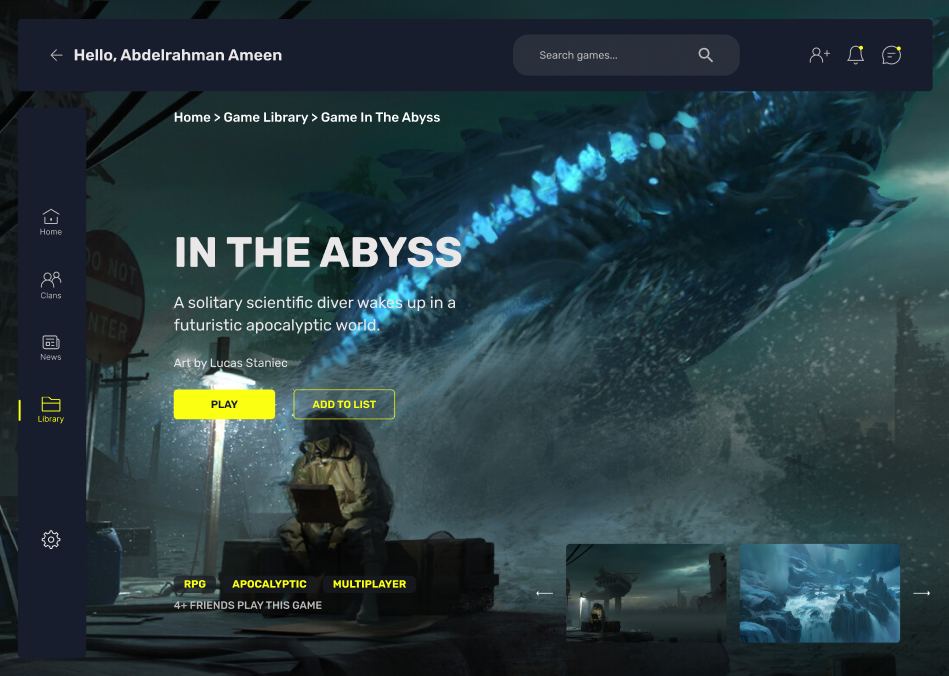 Hello, Abdelrahman Ameen
Search games...
Home > Game Library > Game In The Abyss
Home
Clans
News
Library
DO NOT
ENTER
IN THE ABYSS
A solitary scientific diver wakes up in a
futuristic apocalyptic world.
Art by Lucas Staniec
PLAY
ADD TO LIST
RPG
APOCALYPTIC
MULTIPLAYER
4+ FRIENDS PLAY THIS GAME